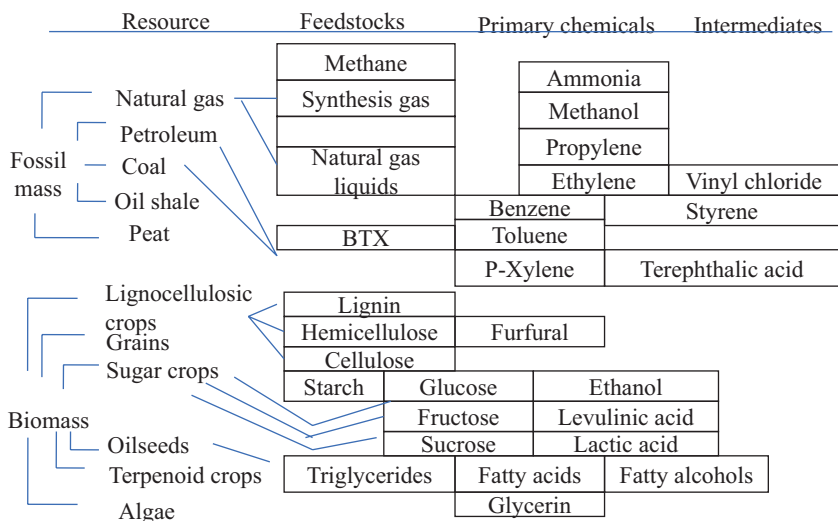 Resource Feedstocks Primary chemicals Intermediates
Methane
Ammonia
Natural gas Synthesis gas
Methanol
Petroleum
Propylene
Fossil mass
Coal
Natural gas liquids
Ethylene Vinyl chloride
Oil shale
Benzene Styrene
Peat BTX Toluene
P-Xylene Terephthalic acid
Lignocellulosic crops
Lignin
Hemicellulose Furfural
Grains
Cellulose
Sugar crops
Starch Glucose Ethanol
Biomass
Fructose Levulinic acid
Oilseeds Sucrose Lactic acid
Terpenoid crops Triglycerides Fatty acids Fatty alcohols
Glycerin
Algae